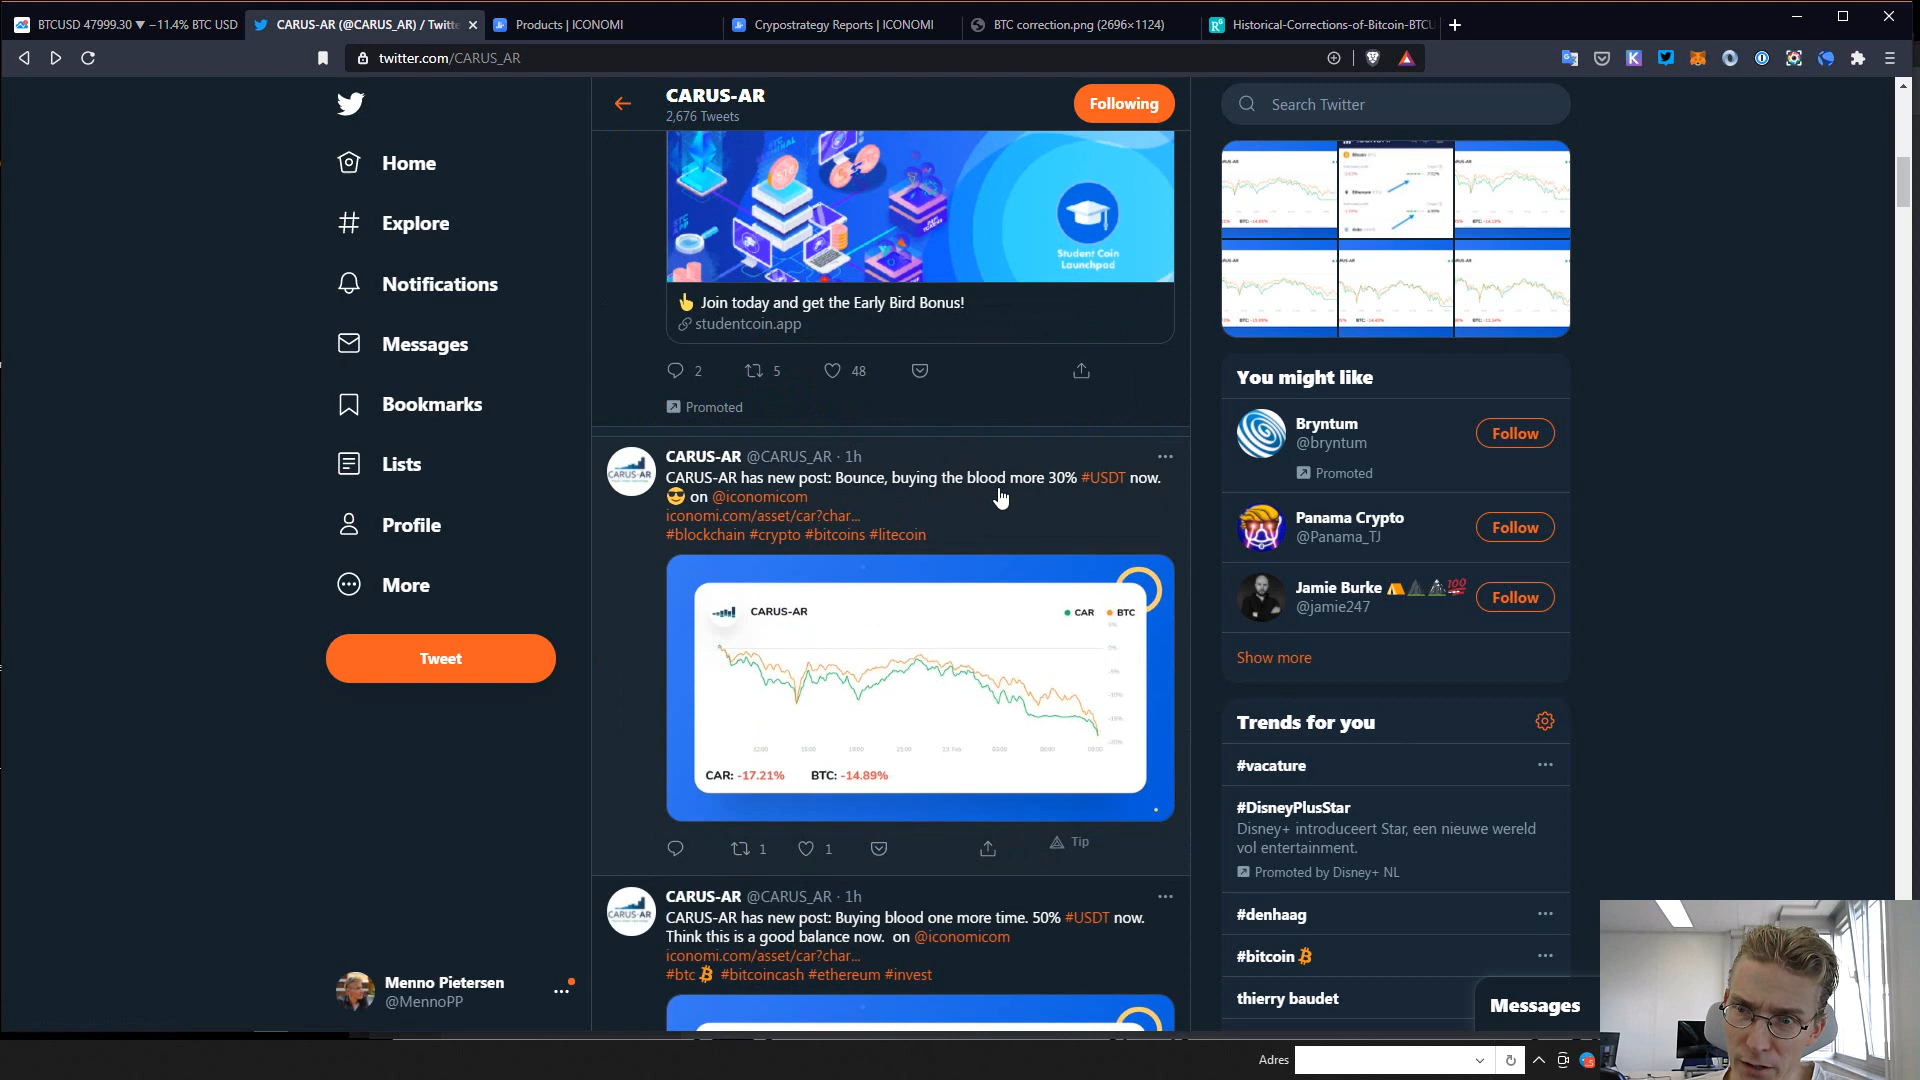 BTCUSD 47999.30 ▼ −11.4% BTC USD
CARUS-AR (@CARUS_AR) / Twitte
Products | ICONOMI
Crypostrategy Reports | ICONOMI
BTC correction.png (2696×1124)
Historical-Corrections-of-Bitcoin-BTCU
twitter.com/CARUS_AR
Home
Explore
Notifications
Messages
Bookmarks
Lists
Profile
More
Tweet
Menno Pietersen
@MennoPP
CARUS-AR
2,676 Tweets
Following
Student Coin
Launchpad
👆 Join today and get the Early Bird Bonus!
studentcoin.app
2
5
48
Promoted
CARUS-AR @CARUS_AR · 1h
CARUS-AR has new post: Bounce, buying the blood more 30% #USDT now.
😎 on @iconomicom
iconomi.com/asset/car?char...
#blockchain #crypto #bitcoins #litecoin
CARUS-AR
CAR
BTC
CAR: -17.21%
BTC: -14.89%
1
1
Tip
CARUS-AR @CARUS_AR · 1h
CARUS-AR has new post: Buying blood one more time. 50% #USDT now.
Think this is a good balance now. on @iconomicom
iconomi.com/asset/car?char...
#btc #bitcoincash #ethereum #invest
Search Twitter
You might like
Bryntum
@bryntum
Promoted
Follow
Panama Crypto
@Panama_TJ
Follow
Jamie Burke
@jamie247
Follow
Show more
Trends for you
#vacature
#DisneyPlusStar
Disney+ introduceert Star, een nieuwe wereld
vol entertainment.
Promoted by Disney+ NL
#denhaag
#bitcoin
thierry baudet
Messages
Adres